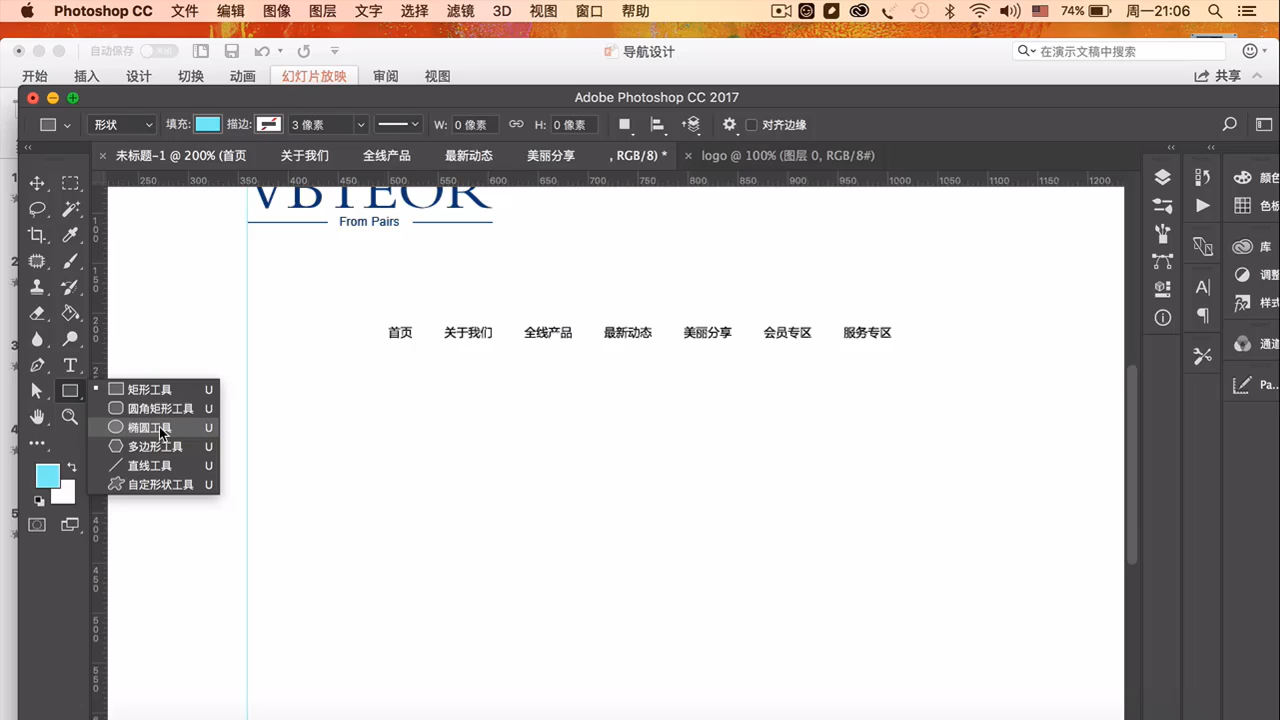 Photoshop CC 文件 编辑 图像 图层 文字 选择 滤镜 3D 视图 窗口 帮助 74% 周一21:06
自动保存 关闭 导航设计 在演示文稿中搜索
开始 插入 设计 切换 动画 幻灯片放映 审阅 视图 共享
Adobe Photoshop CC 2017
形状 填充: 描边: 3 像素 W: 0 像素 H: 0 像素 对齐边缘
未标题-1 @ 200% (首页 关于我们 全线产品 最新动态 美丽分享 , RGB/8) * logo @ 100% (图层 0, RGB/8#)
250 300 350 400 450 500 550 600 650 700 750 800 850 900 950 1000 1050 1100 1150 1200
VBTEOR
From Pairs
首页 关于我们 全线产品 最新动态 美丽分享 会员专区 服务专区
矩形工具 U
圆角矩形工具 U
椭圆工具 U
多边形工具 U
直线工具 U
自定形状工具 U
100
150
200
400
450
500
550
颜色
色板
库
调整
样式
通道
Pa...